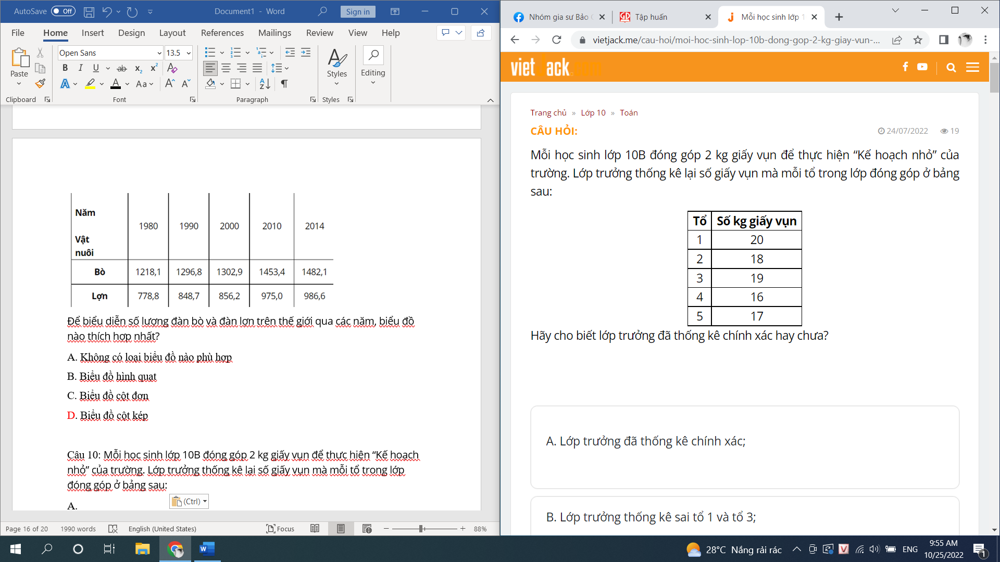 AutoSave Off Document1 - Word Sign in
File Home Insert Design Layout References Mailings Review View Help
Open Sans 13.5
Paste Styles Editing
Clipboard Font Paragraph Styles
Năm
Vật
nuôi
1980 1990 2000 2010 2014
Bò 1218,1 1296,8 1302,9 1453,4 1482,1
Lợn 778,8 848,7 856,2 975,0 986,6
Để biểu diễn số lượng đàn bò và đàn lợn trên thế giới qua các năm, biểu đồ
nào thích hợp nhất?
A. Không có loại biểu đồ nào phù hợp
B. Biểu đồ hình quạt
C. Biểu đồ cột đơn
D. Biểu đồ cột kép
Câu 10: Mỗi học sinh lớp 10B đóng góp 2 kg giấy vụn để thực hiện “Kế hoạch
nhỏ” của trường. Lớp trưởng thống kê lại số giấy vụn mà mỗi tổ trong lớp
đóng góp ở bảng sau:
A.
(Ctrl)
Page 16 of 20 1990 words English (United States) Focus 88%
Nhóm gia sư Bảo Tập huấn Mỗi học sinh lớp 1
vietjack.me/cau-hoi/moi-hoc-sinh-lop-10b-dong-gop-2-kg-giay-vun-...
vietJack.com
Trang chủ » Lớp 10 » Toán
CÂU HỎI: 24/07/2022 19
Mỗi học sinh lớp 10B đóng góp 2 kg giấy vụn để thực hiện “Kế hoạch nhỏ” của
trường. Lớp trưởng thống kê lại số giấy vụn mà mỗi tổ trong lớp đóng góp ở bảng
sau:
Tổ Số kg giấy vụn
1 20
2 18
3 19
4 16
5 17
Hãy cho biết lớp trưởng đã thống kê chính xác hay chưa?
A. Lớp trưởng đã thống kê chính xác;
B. Lớp trưởng thống kê sai tổ 1 và tổ 3;
28°C Nắng rải rác ENG 9:55 AM
10/25/2022 1